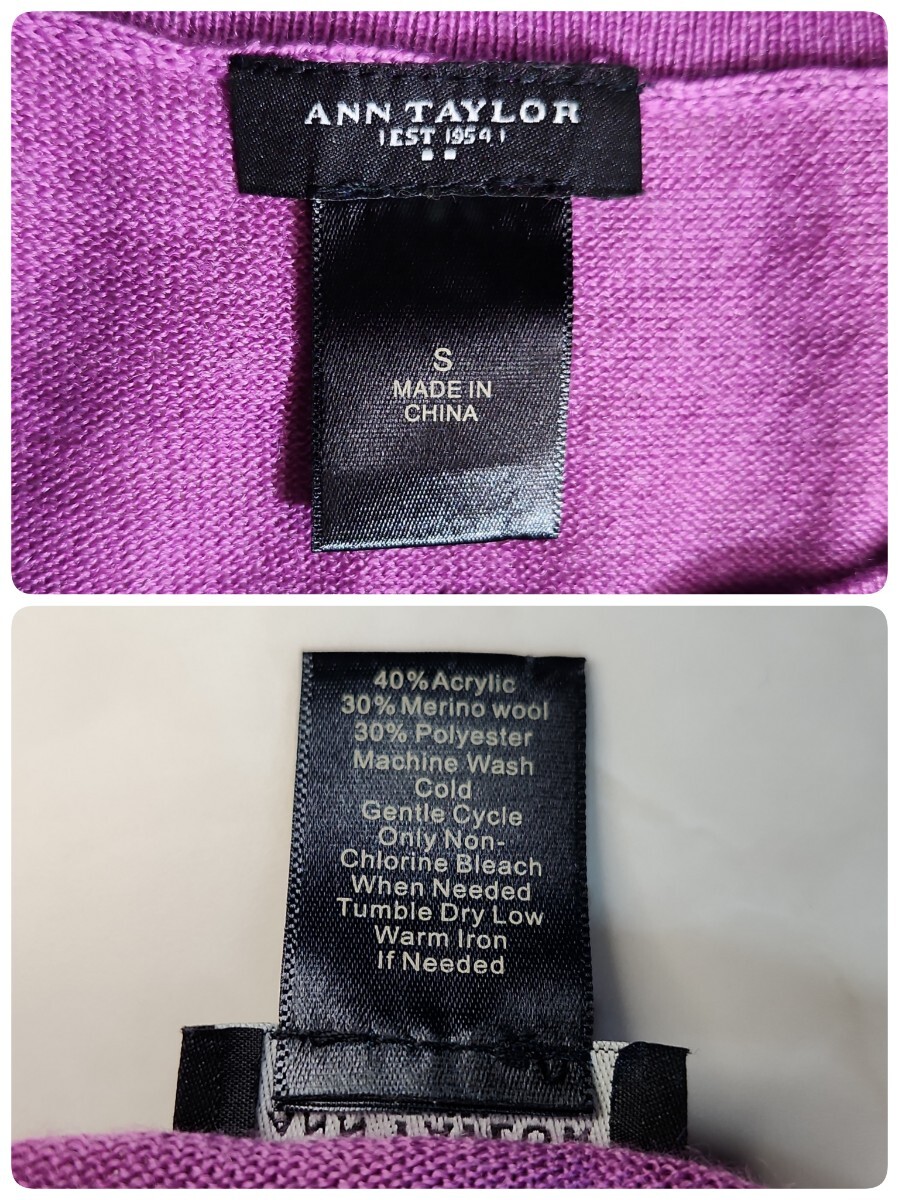 ANN TAYLOR
EST 1954
S
MADE IN
CHINA
40% Acrylic
30% Merino wool
30% Polyester
Machine Wash
Cold
Gentle Cycle
Only Non-
Chlorine Bleach
When Needed
Tumble Dry Low
Warm Iron
If Needed